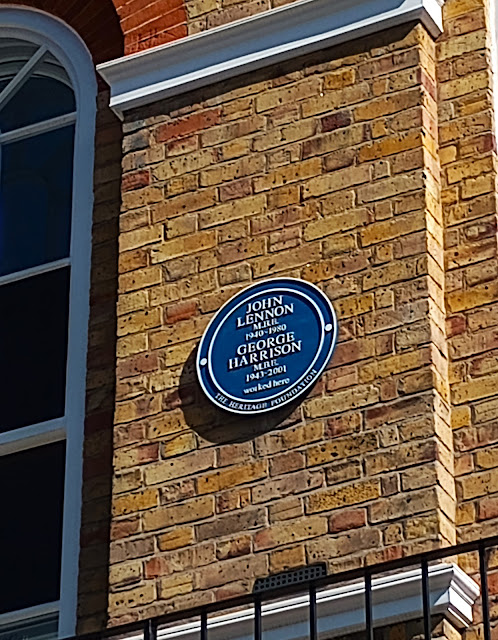 JOHN
LENNON
M.B.E.
1940-1980
GEORGE
HARRISON
M.B.E.
1943-2001
worked here
THE HERITAGE FOUNDATION